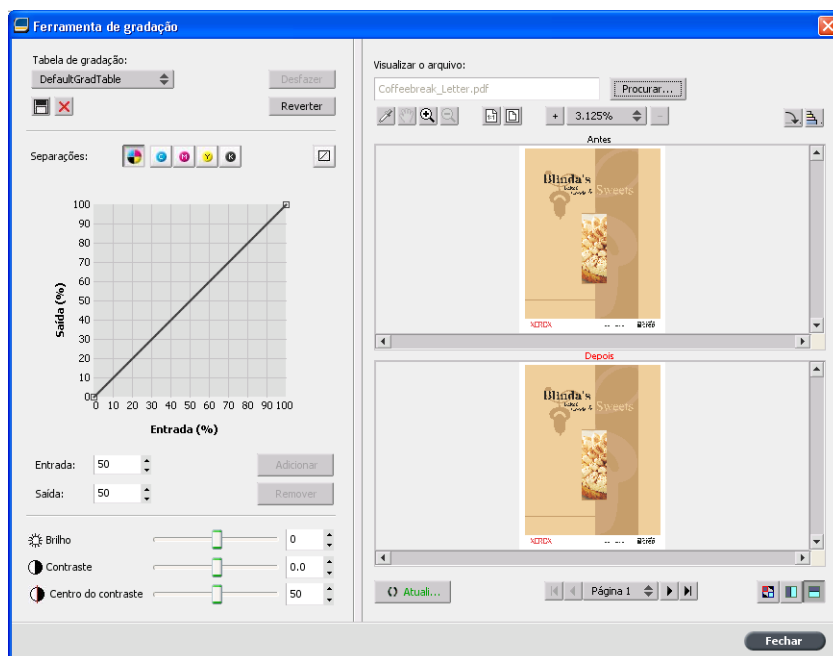 Ferramenta de gradação
Tabela de gradação:
DefaultGradTable
Desfazer
Reverter
Separações:
C
M
Y
K
100
90
80
70
60
50
40
30
20
10
0
Saída (%)
0 10 20 30 40 50 60 70 80 90 100
Entrada (%)
Entrada: 50
Adicionar
Saída: 50
Remover
Brilho 0
Contraste 0.0
Centro do contraste 50
Visualizar o arquivo:
Coffeebreak_Letter.pdf
Procurar...
1:1
+ 3.125% -
Antes
Blinda's
& Sweets
XEROX
Depois
Blinda's
& Sweets
XEROX
Atuali...
Página 1
Fechar